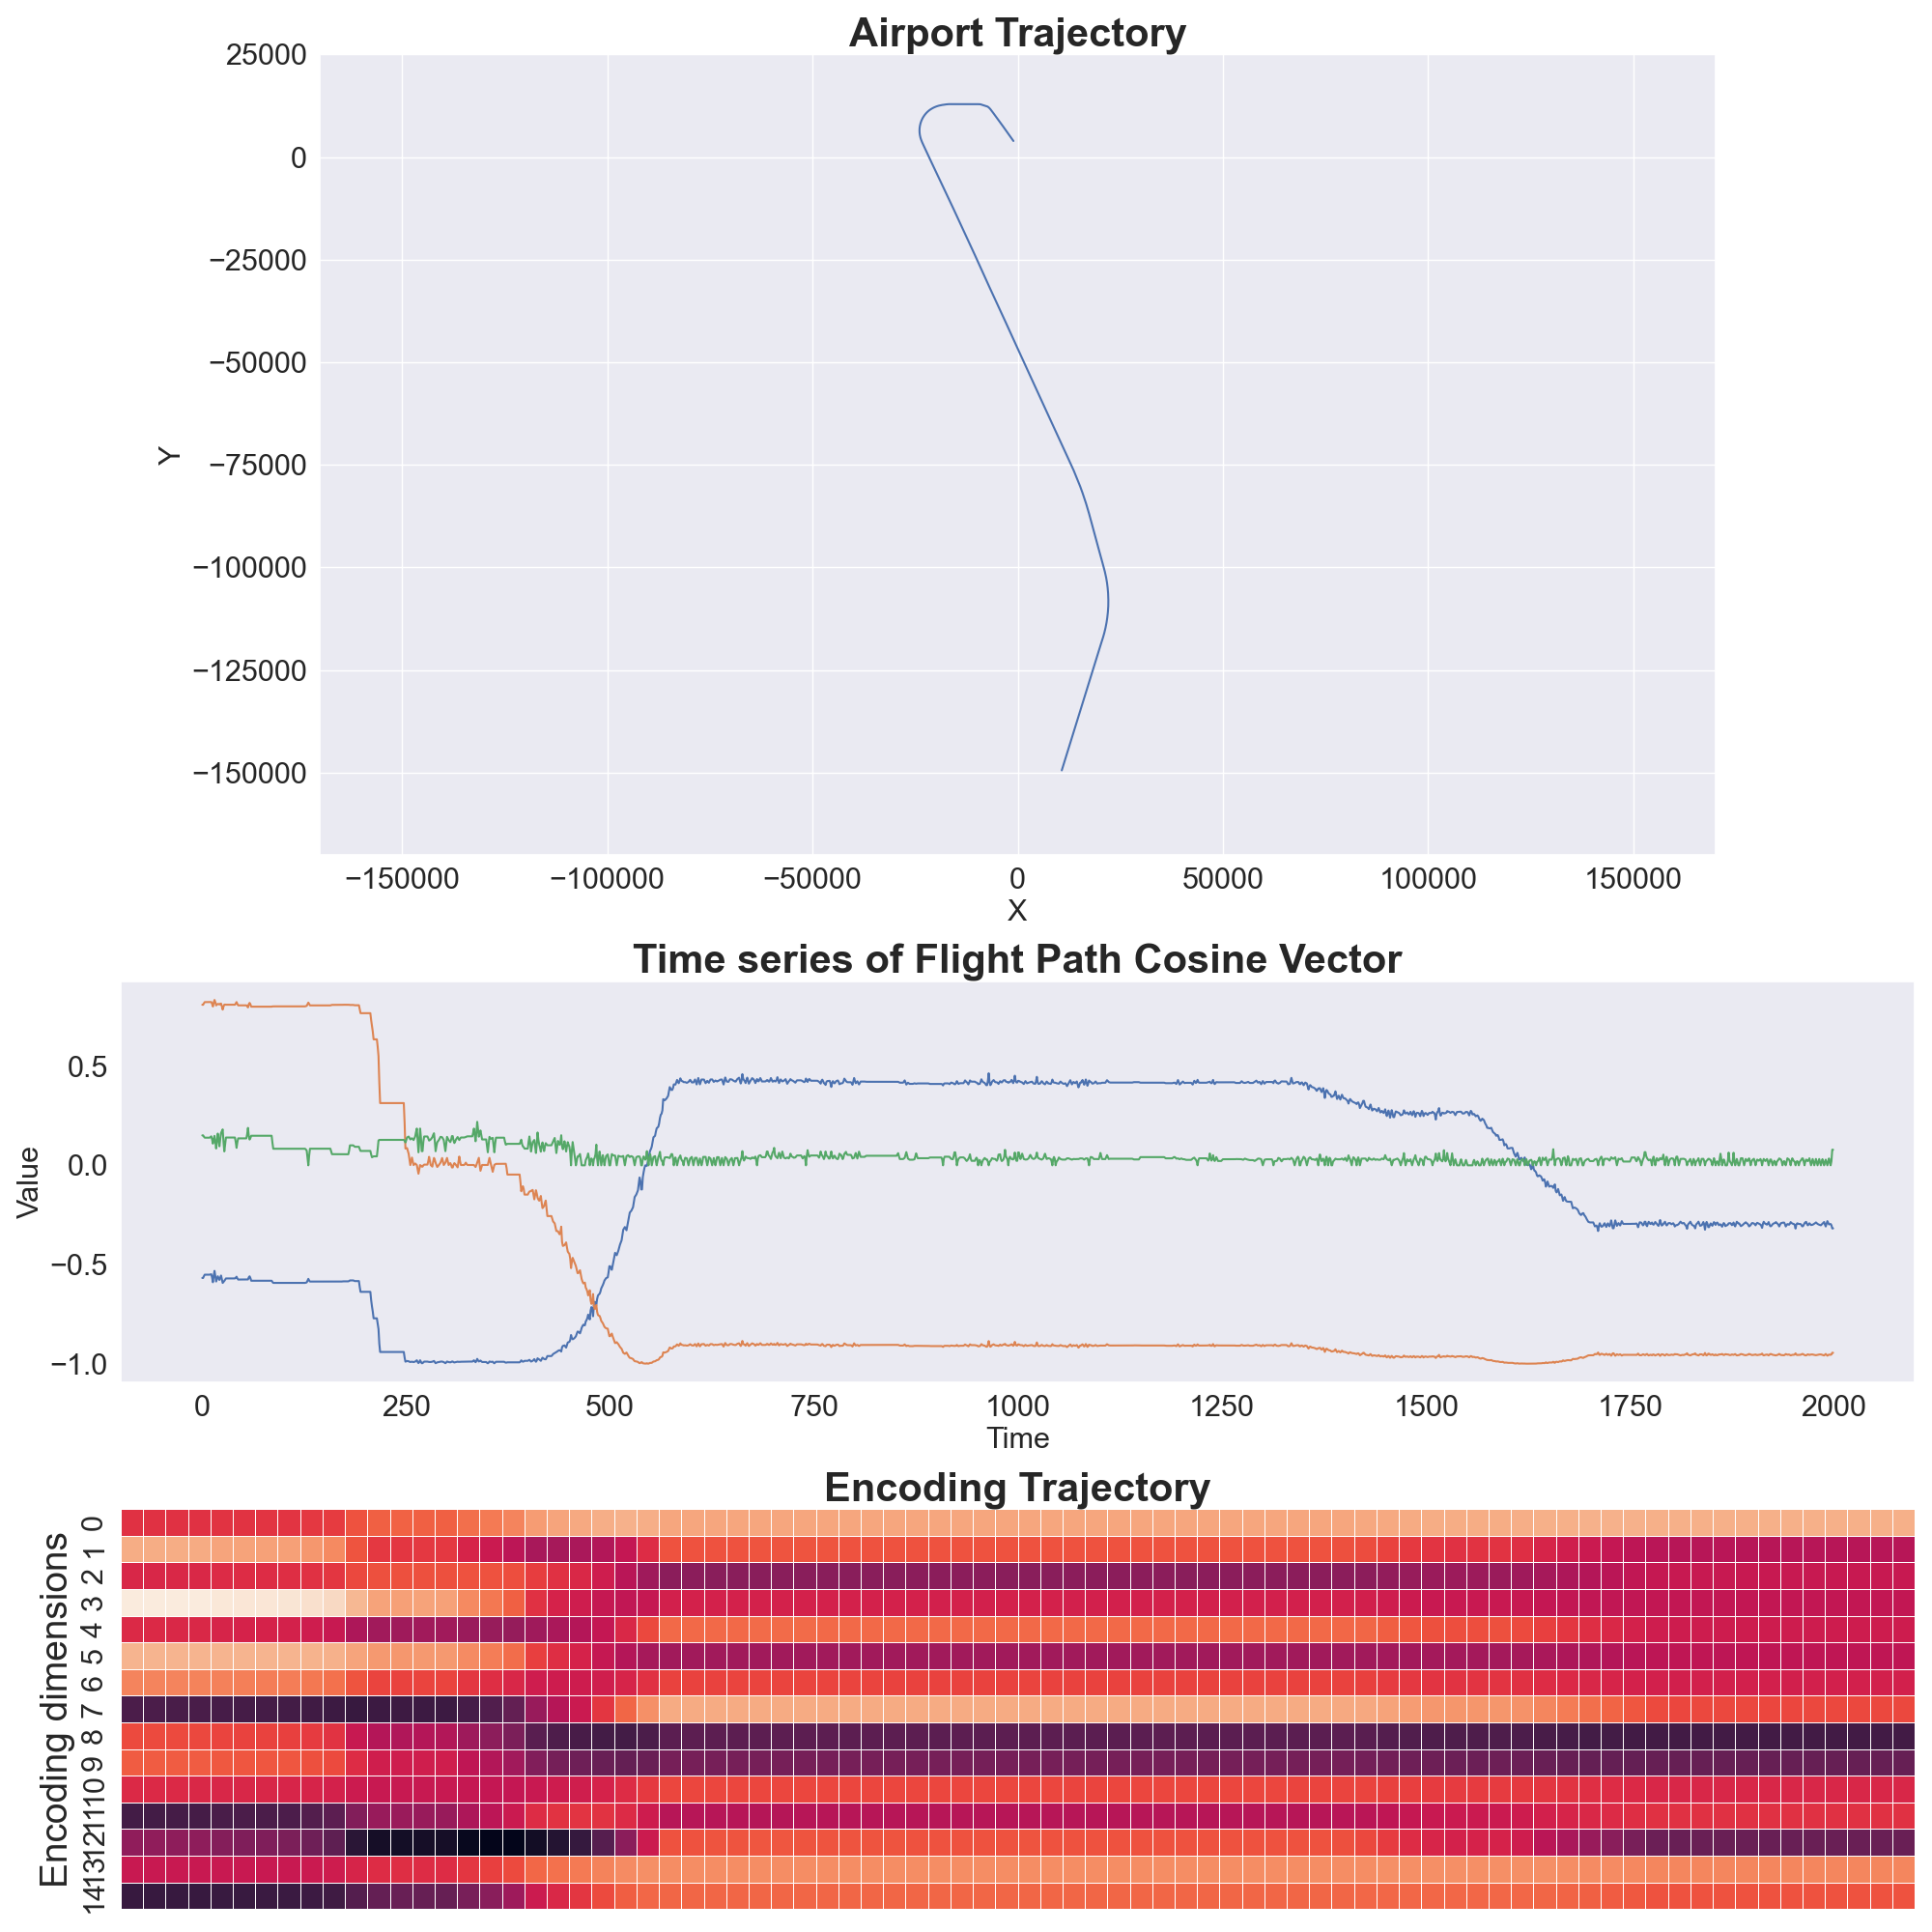 Airport Trajectory
25000
0
−25000
−50000
−75000
−100000
−125000
−150000
Y
−150000 −100000 −50000 0 50000 100000 150000
X
Time series of Flight Path Cosine Vector
0.5
0.0
−0.5
−1.0
Value
0 250 500 750 1000 1250 1500 1750 2000
Time
Encoding Trajectory
Encoding dimensions
0
1
2
3
4
5
6
7
8
9
10
11
12
13
14